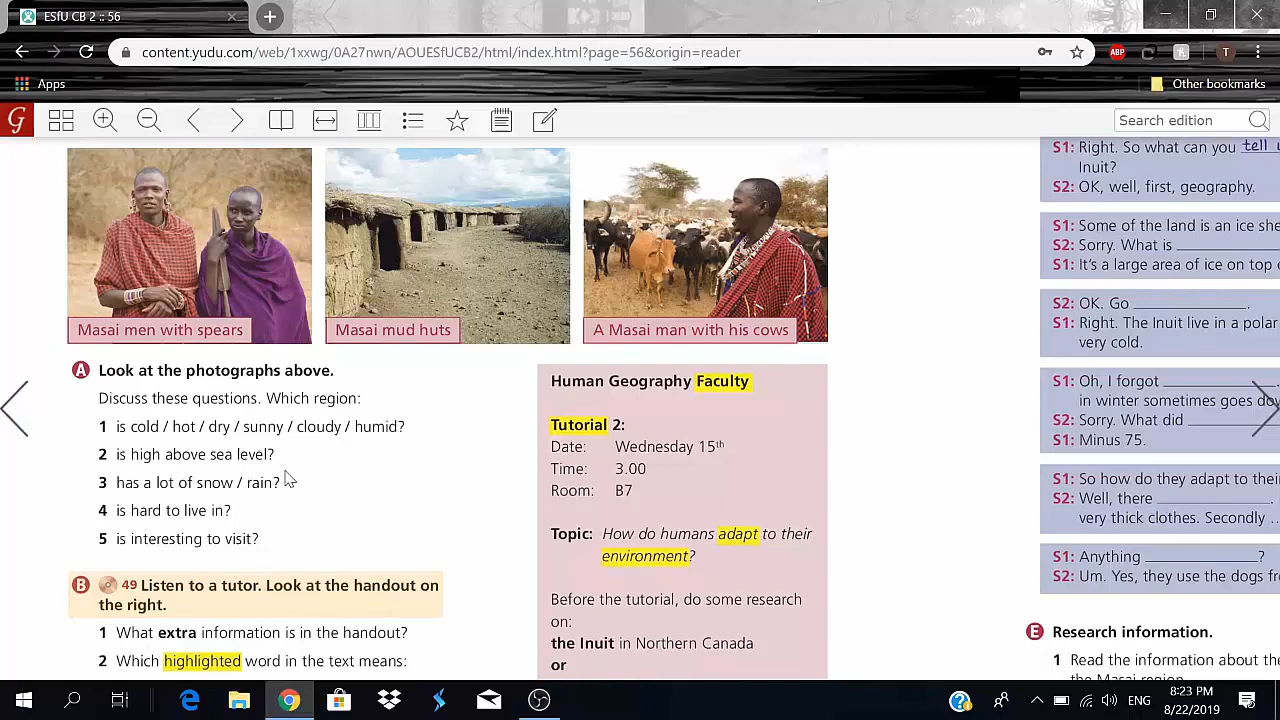 ESfU CB 2 :: 56
content.yudu.com/web/1xxwg/0A27nwn/AOUESfUCB2/html/index.html?page=56&origin=reader
ABP
T
Apps
Other bookmarks
G
Search edition
Masai men with spears
Masai mud huts
A Masai man with his cows
A Look at the photographs above.
Discuss these questions. Which region:
1 is cold / hot / dry / sunny / cloudy / humid?
2 is high above sea level?
3 has a lot of snow / rain?
4 is hard to live in?
5 is interesting to visit?
B 49 Listen to a tutor. Look at the handout on
the right.
1 What extra information is in the handout?
2 Which highlighted word in the text means:
Human Geography Faculty
Tutorial 2:
Date: Wednesday 15th
Time: 3.00
Room: B7
Topic: How do humans adapt to their
environment?
Before the tutorial, do some research
on:
the Inuit in Northern Canada
or
S1: Right. So what can you tell
Inuit?
S2: OK, well, first, geography.
S1: Some of the land is an ice she
S2: Sorry. What is
S1: It's a large area of ice on top
S2: OK. Go .
S1: Right. The Inuit live in a polar
very cold.
S1: Oh, I forgot .
in winter sometimes goes dov
S2: Sorry. What did
S1: Minus 75.
S1: So how do they adapt to their
S2: Well, there
very thick clothes. Secondly ...
S1: Anything ?
S2: Um. Yes, they use the dogs fr
E Research information.
1 Read the information about the
the Masai region.
ENG
8:23 PM
8/22/2019